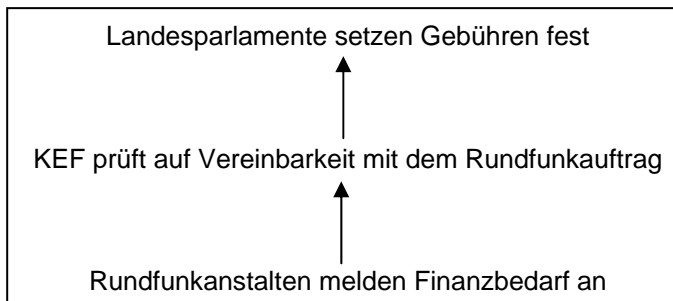 Landesparlamente setzen Gebühren fest
KEF prüft auf Vereinbarkeit mit dem Rundfunkauftrag
Rundfunkanstalten melden Finanzbedarf an